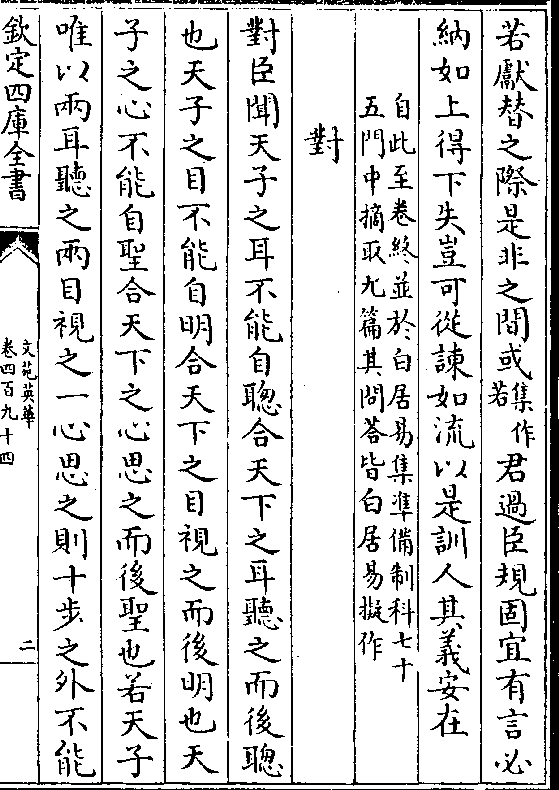 若獻替之際是非之間或集作若君過臣規固宜有言必
納如上得下失豈可從諫如流以是訓人其義安在
自此至卷終並於白居易集準備制科七十
五門中摘取九篇其問答皆白居易擬作
對
對臣聞天子之耳不能自聰合天下之耳聽之而後聰
也天子之目不能自明合天下之目視之而後明也天
子之心不能自聖合天下之心思之而後聖也若天子
唯以兩耳聽之兩目視之一心思之則十步之外不能
欽定四庫全書
文苑英華
卷四百九十四
二